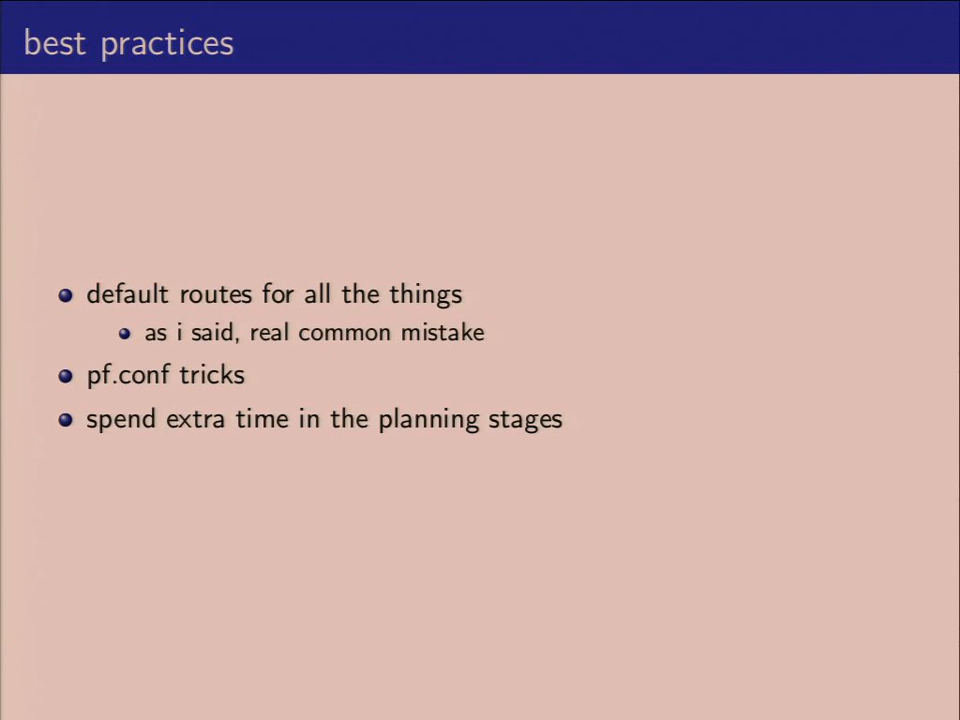 best practices
default routes for all the things
as i said, real common mistake
pf.conf tricks
spend extra time in the planning stages